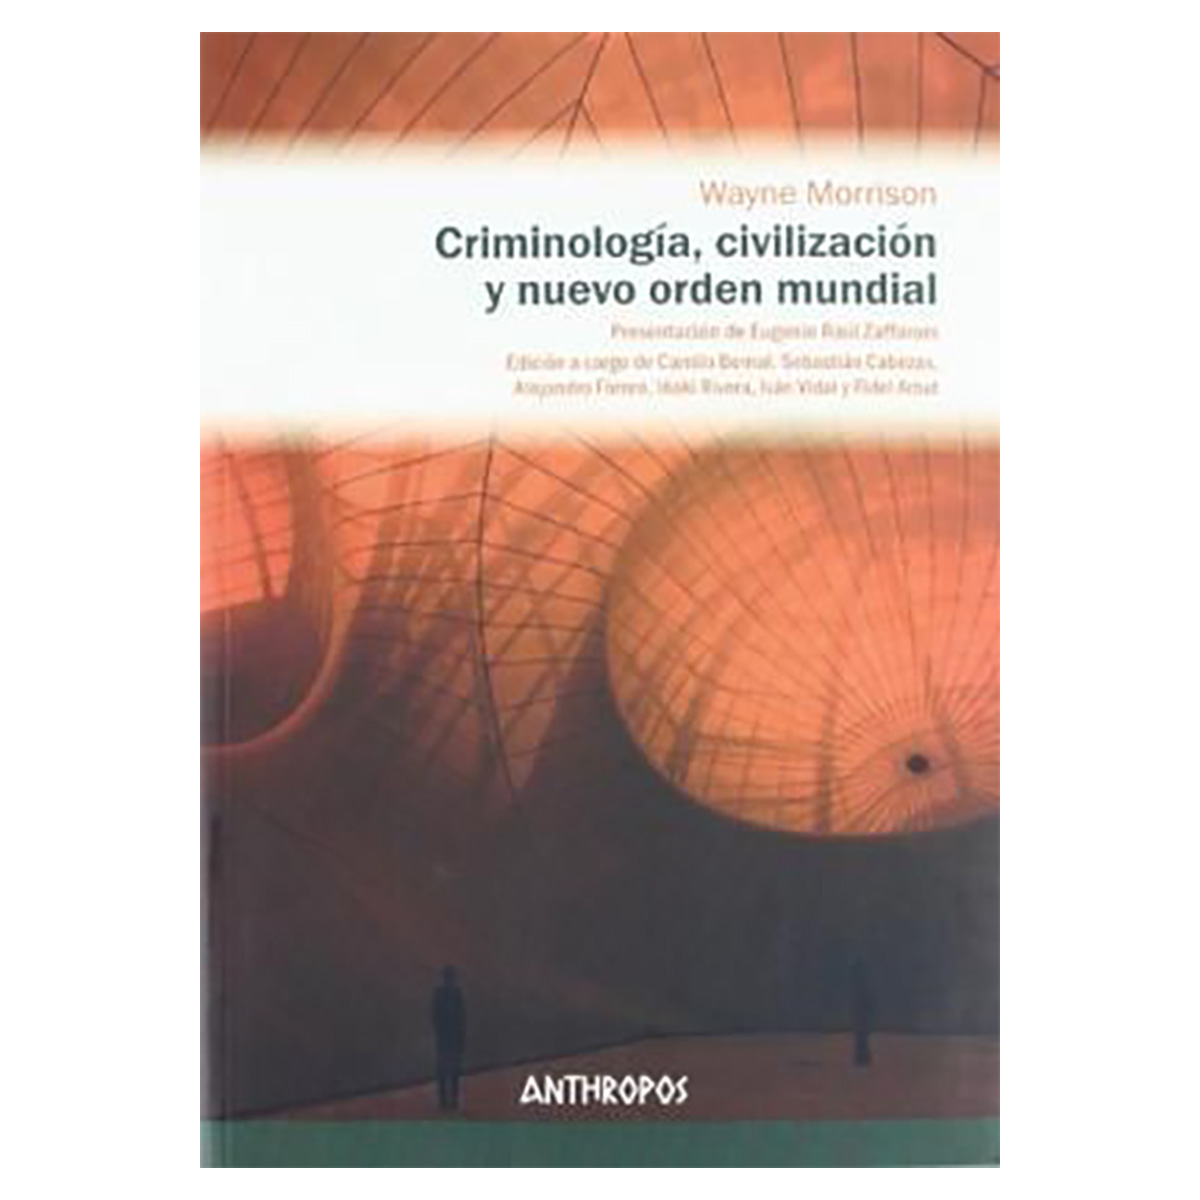 Wayne Morrison
Criminología, civilización
y nuevo orden mundial
Presentación de Eugenio Raúl Zaffaroni
Edición a cargo de Camilo Bernal, Sebastián Cabezas,
Alejandro Forero, Iñaki Rivera, Iván Vidal y Fidel
ANTHROPOS